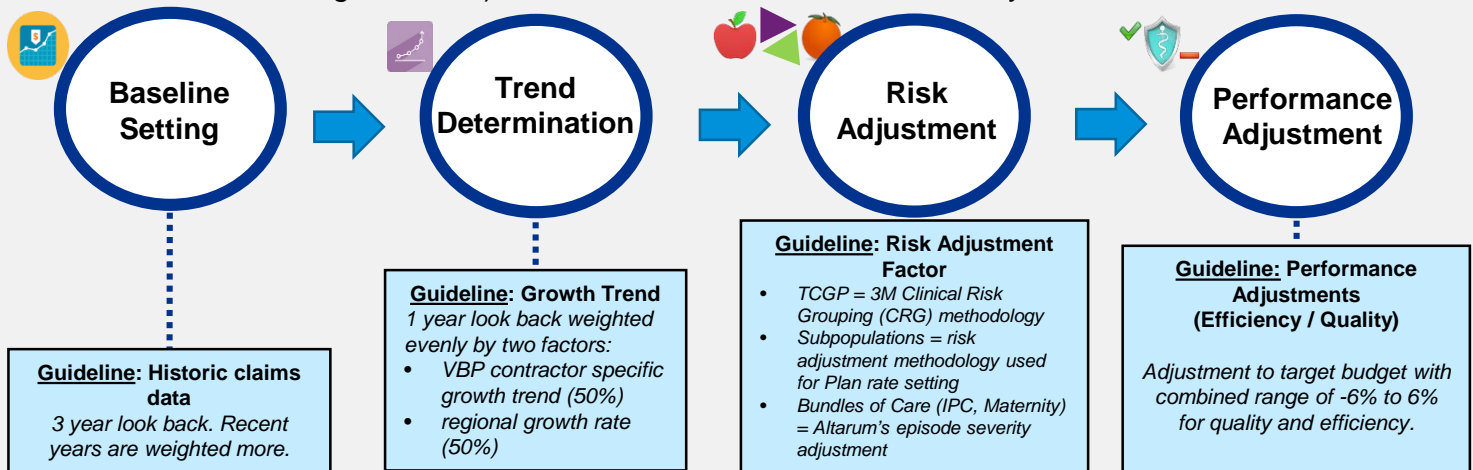 Baseline
Setting
Trend
Determination
Risk
Adjustment
Performance
Adjustment
Guideline: Historic claims
data
3 year look back. Recent
years are weighted more.
Guideline: Growth Trend
1 year look back weighted
evenly by two factors:
• VBP contractor specific
growth trend (50%)
• regional growth rate
(50%)
Guideline: Risk Adjustment
Factor
• TCGP = 3M Clinical Risk
Grouping (CRG) methodology
• Subpopulations = risk
adjustment methodology used
for Plan rate setting
• Bundles of Care (IPC, Maternity)
= Altarum's episode severity
adjustment
Guideline: Performance
Adjustments
(Efficiency / Quality)
Adjustment to target budget with
combined range of -6% to 6%
for quality and efficiency.